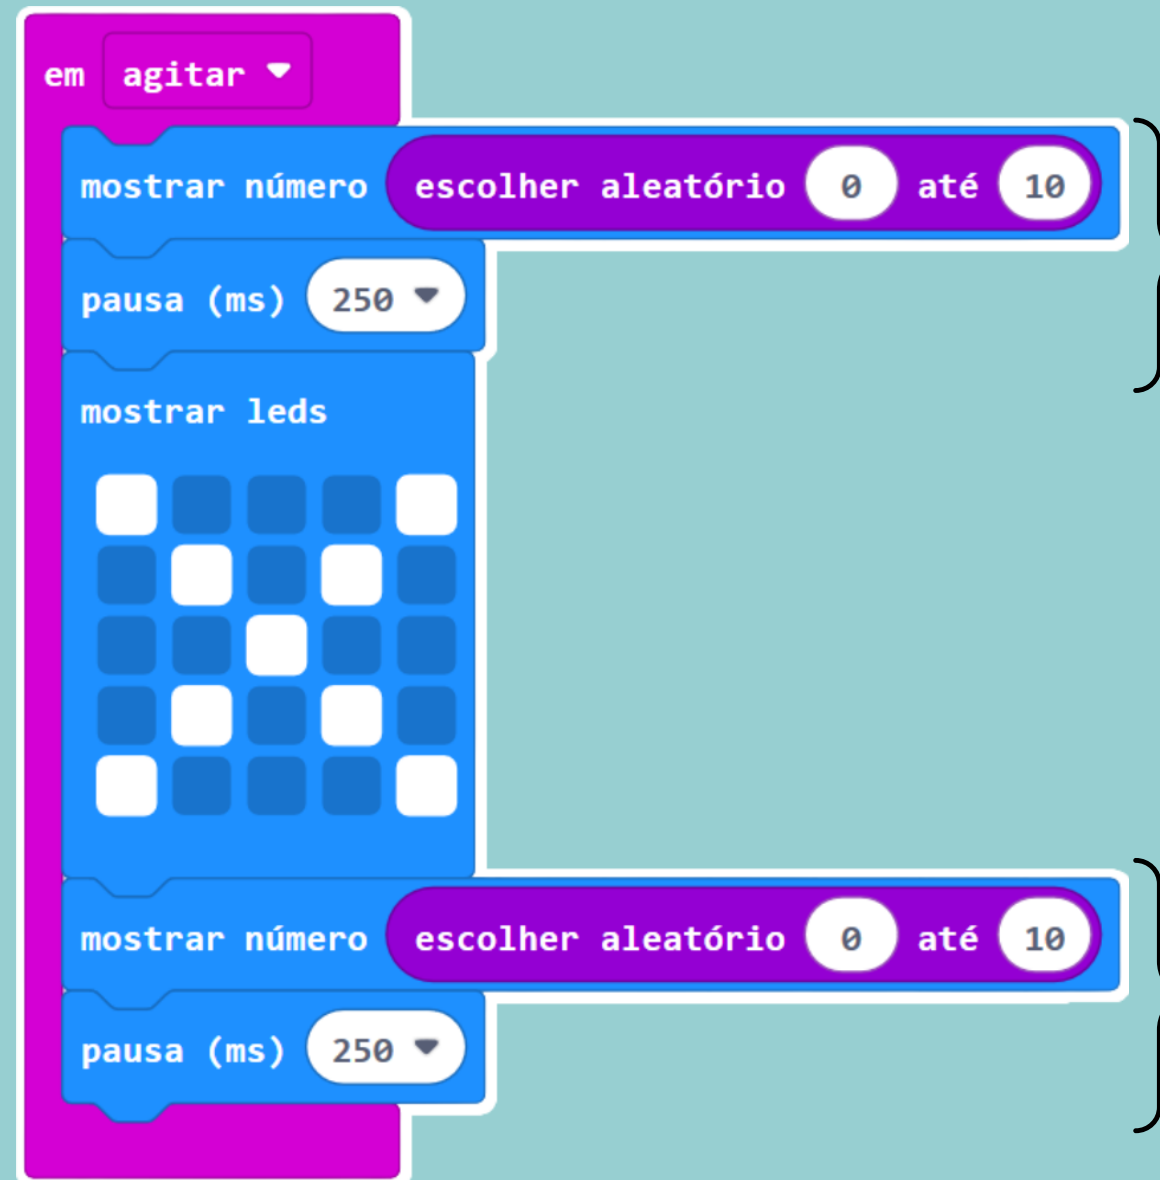 em agitar
mostrar número escolher aleatório 0 até 10
pausa (ms) 250
mostrar leds
mostrar número escolher aleatório 0 até 10
pausa (ms) 250